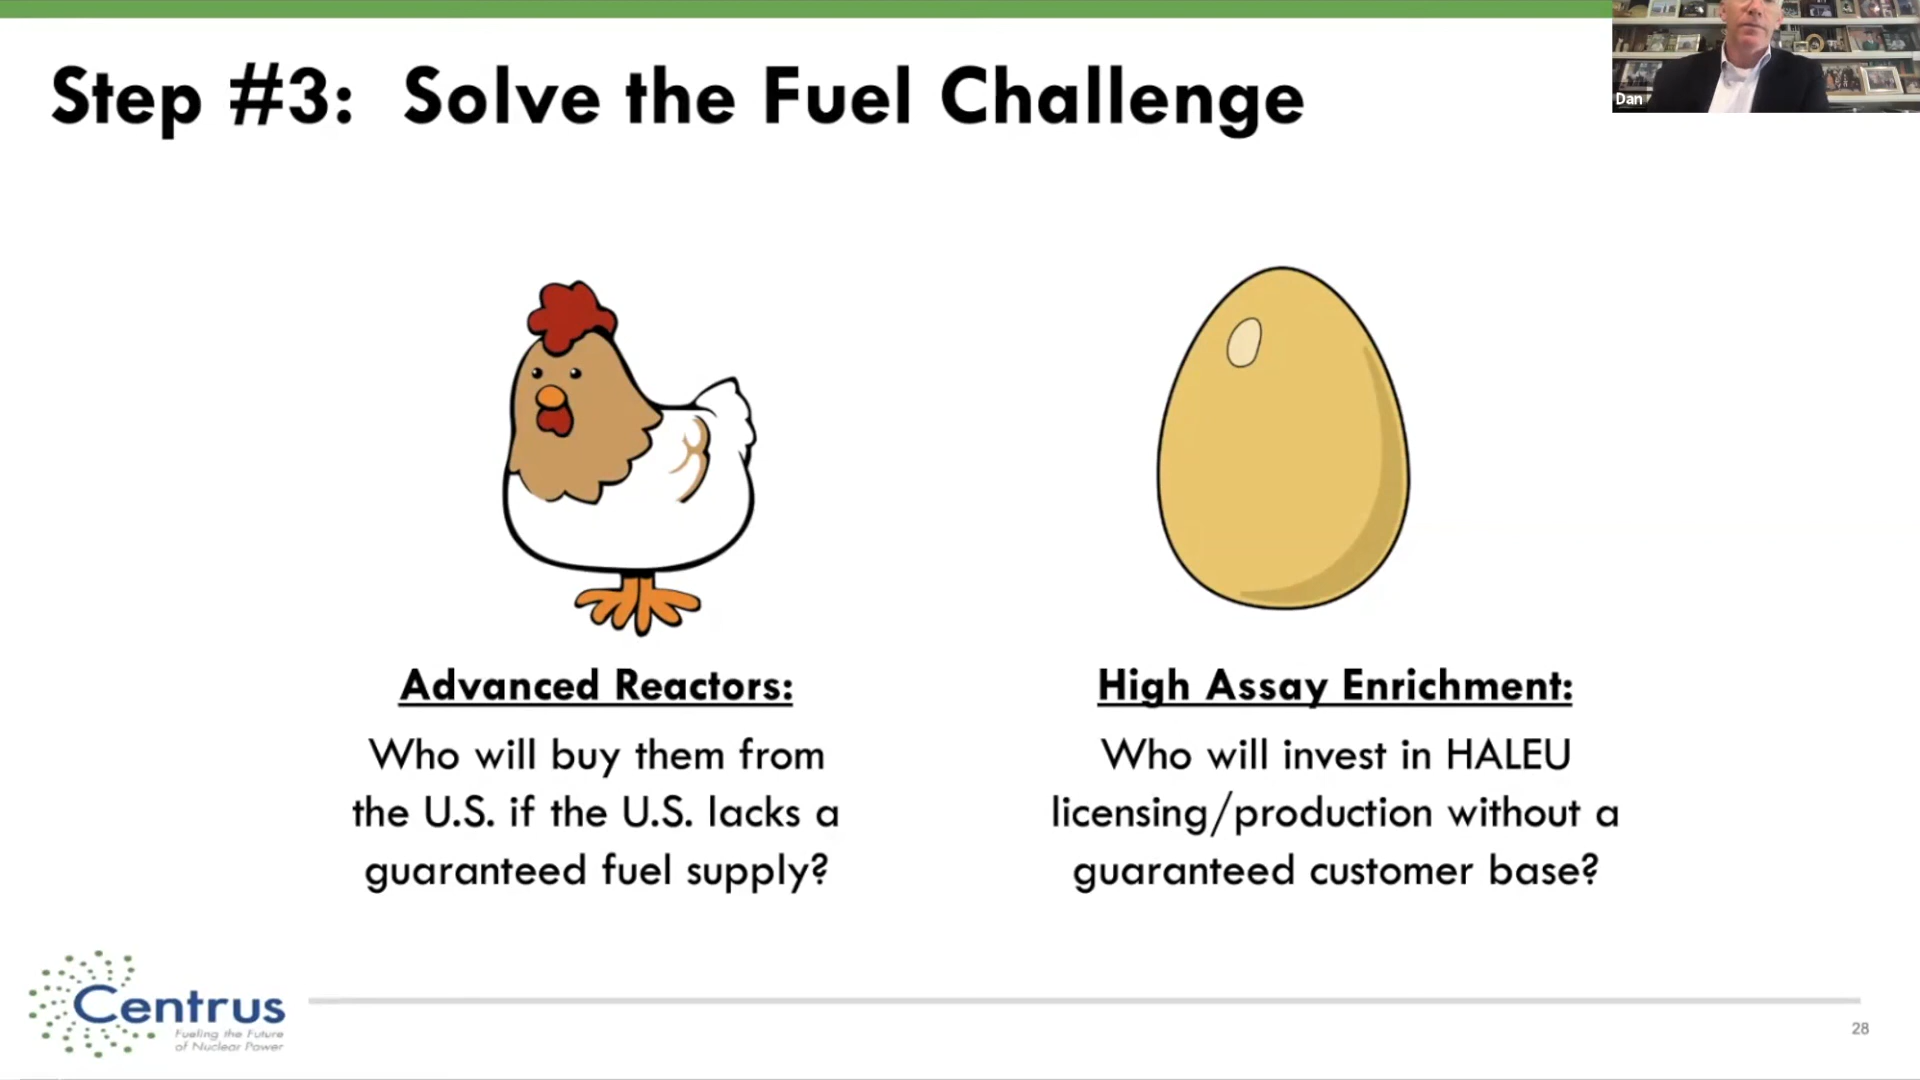 Step #3: Solve the Fuel Challenge
Dan
Advanced Reactors:
Who will buy them from
the U.S. if the U.S. lacks a
guaranteed fuel supply?
High Assay Enrichment:
Who will invest in HALEU
licensing/production without a
guaranteed customer base?
Centrus
Fueling the Future
of Nuclear Power
28